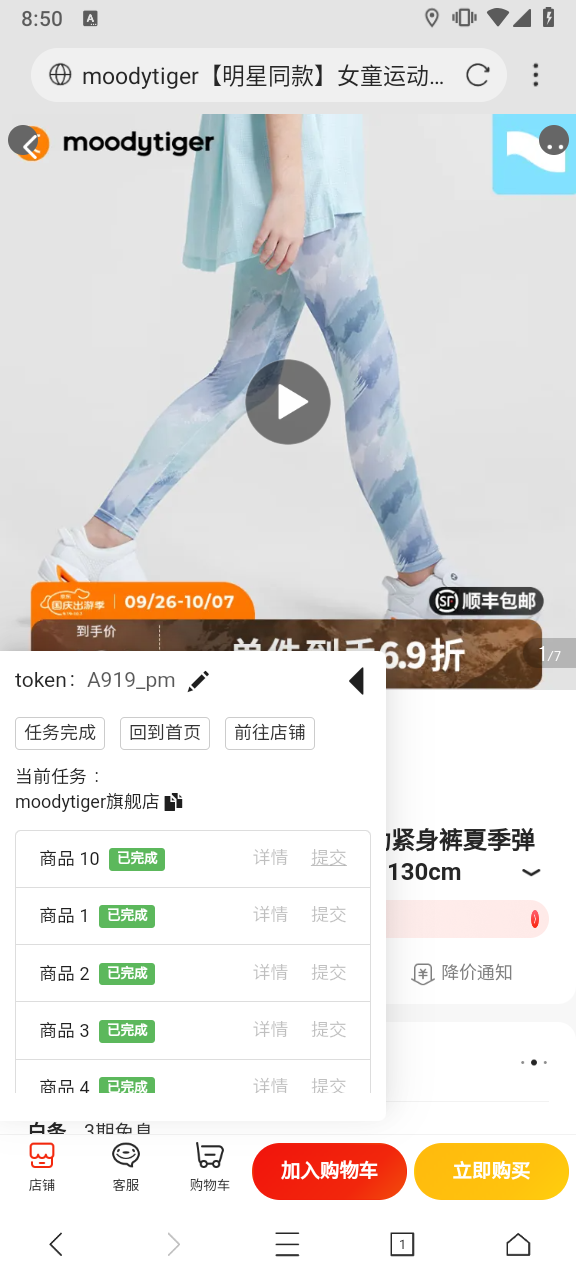 8:50 A
moodytiger【明星同款】女童运动...
moodytiger
国庆出游季 09/26-10/07
SF 顺丰包邮
到手价
单件到手6.9折
1/7
token: A919_pm
任务完成 回到首页 前往店铺
当前任务：
moodytiger旗舰店
紧身裤夏季弹
130cm
商品 10 已完成 详情 提交
商品 1 已完成 详情 提交
商品 2 已完成 详情 提交
降价通知
商品 3 已完成 详情 提交
商品 4 已完成 详情 提交
白条 3期免息
店铺 客服 购物车 加入购物车 立即购买
1